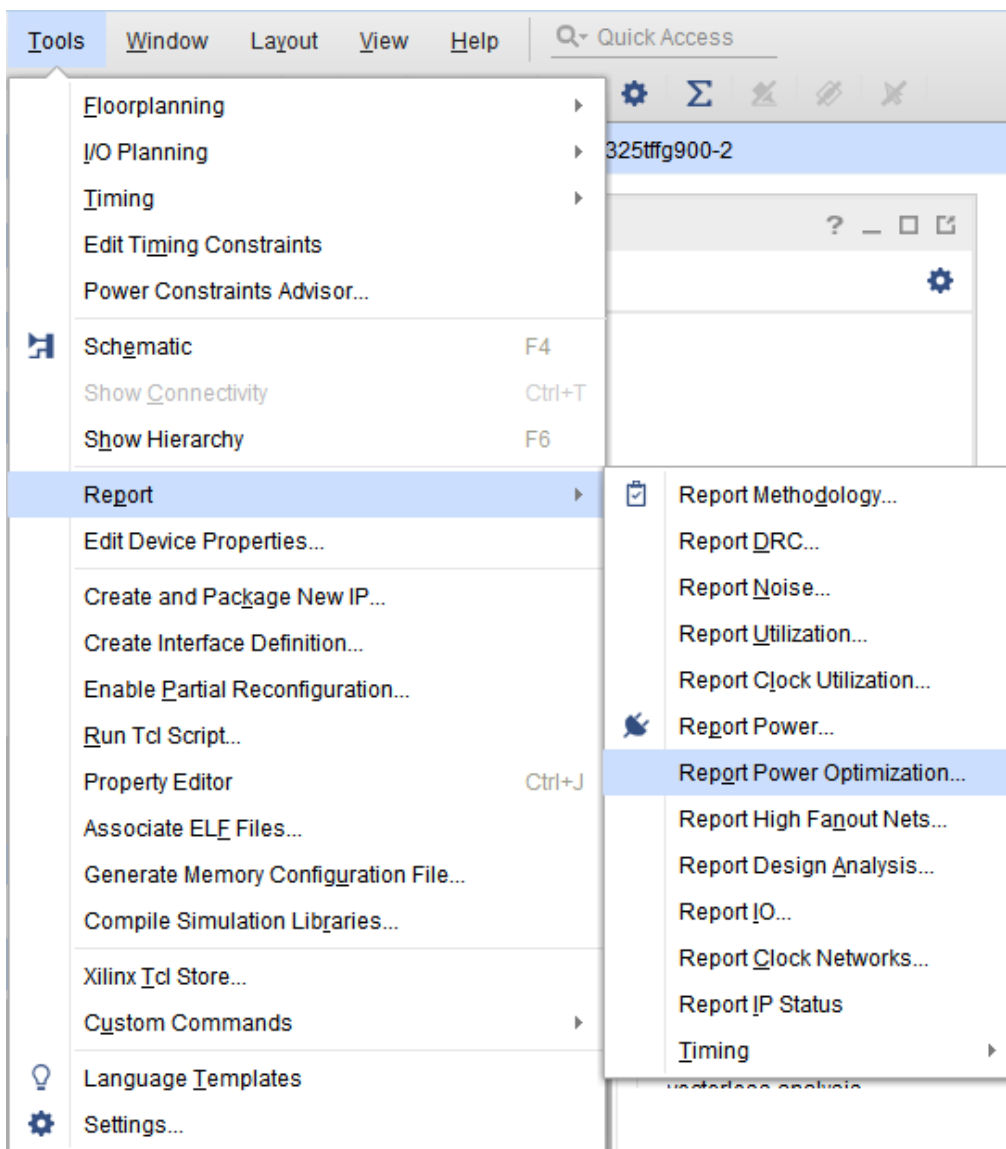 Tools Window Layout View Help Quick Access
325tffg900-2
?
Floorplanning
I/O Planning
Timing
Edit Timing Constraints
Power Constraints Advisor...
Schematic F4
Show Connectivity Ctrl+T
Show Hierarchy F6
Report
Edit Device Properties...
Create and Package New IP...
Create Interface Definition...
Enable Partial Reconfiguration...
Run Tcl Script...
Property Editor Ctrl+J
Associate ELF Files...
Generate Memory Configuration File...
Compile Simulation Libraries...
Xilinx Tcl Store...
Custom Commands
Language Templates
Settings...
Report Methodology...
Report DRC...
Report Noise...
Report Utilization...
Report Clock Utilization...
Report Power...
Report Power Optimization...
Report High Fanout Nets...
Report Design Analysis...
Report IO...
Report Clock Networks...
Report IP Status
Timing
vectorless analysis